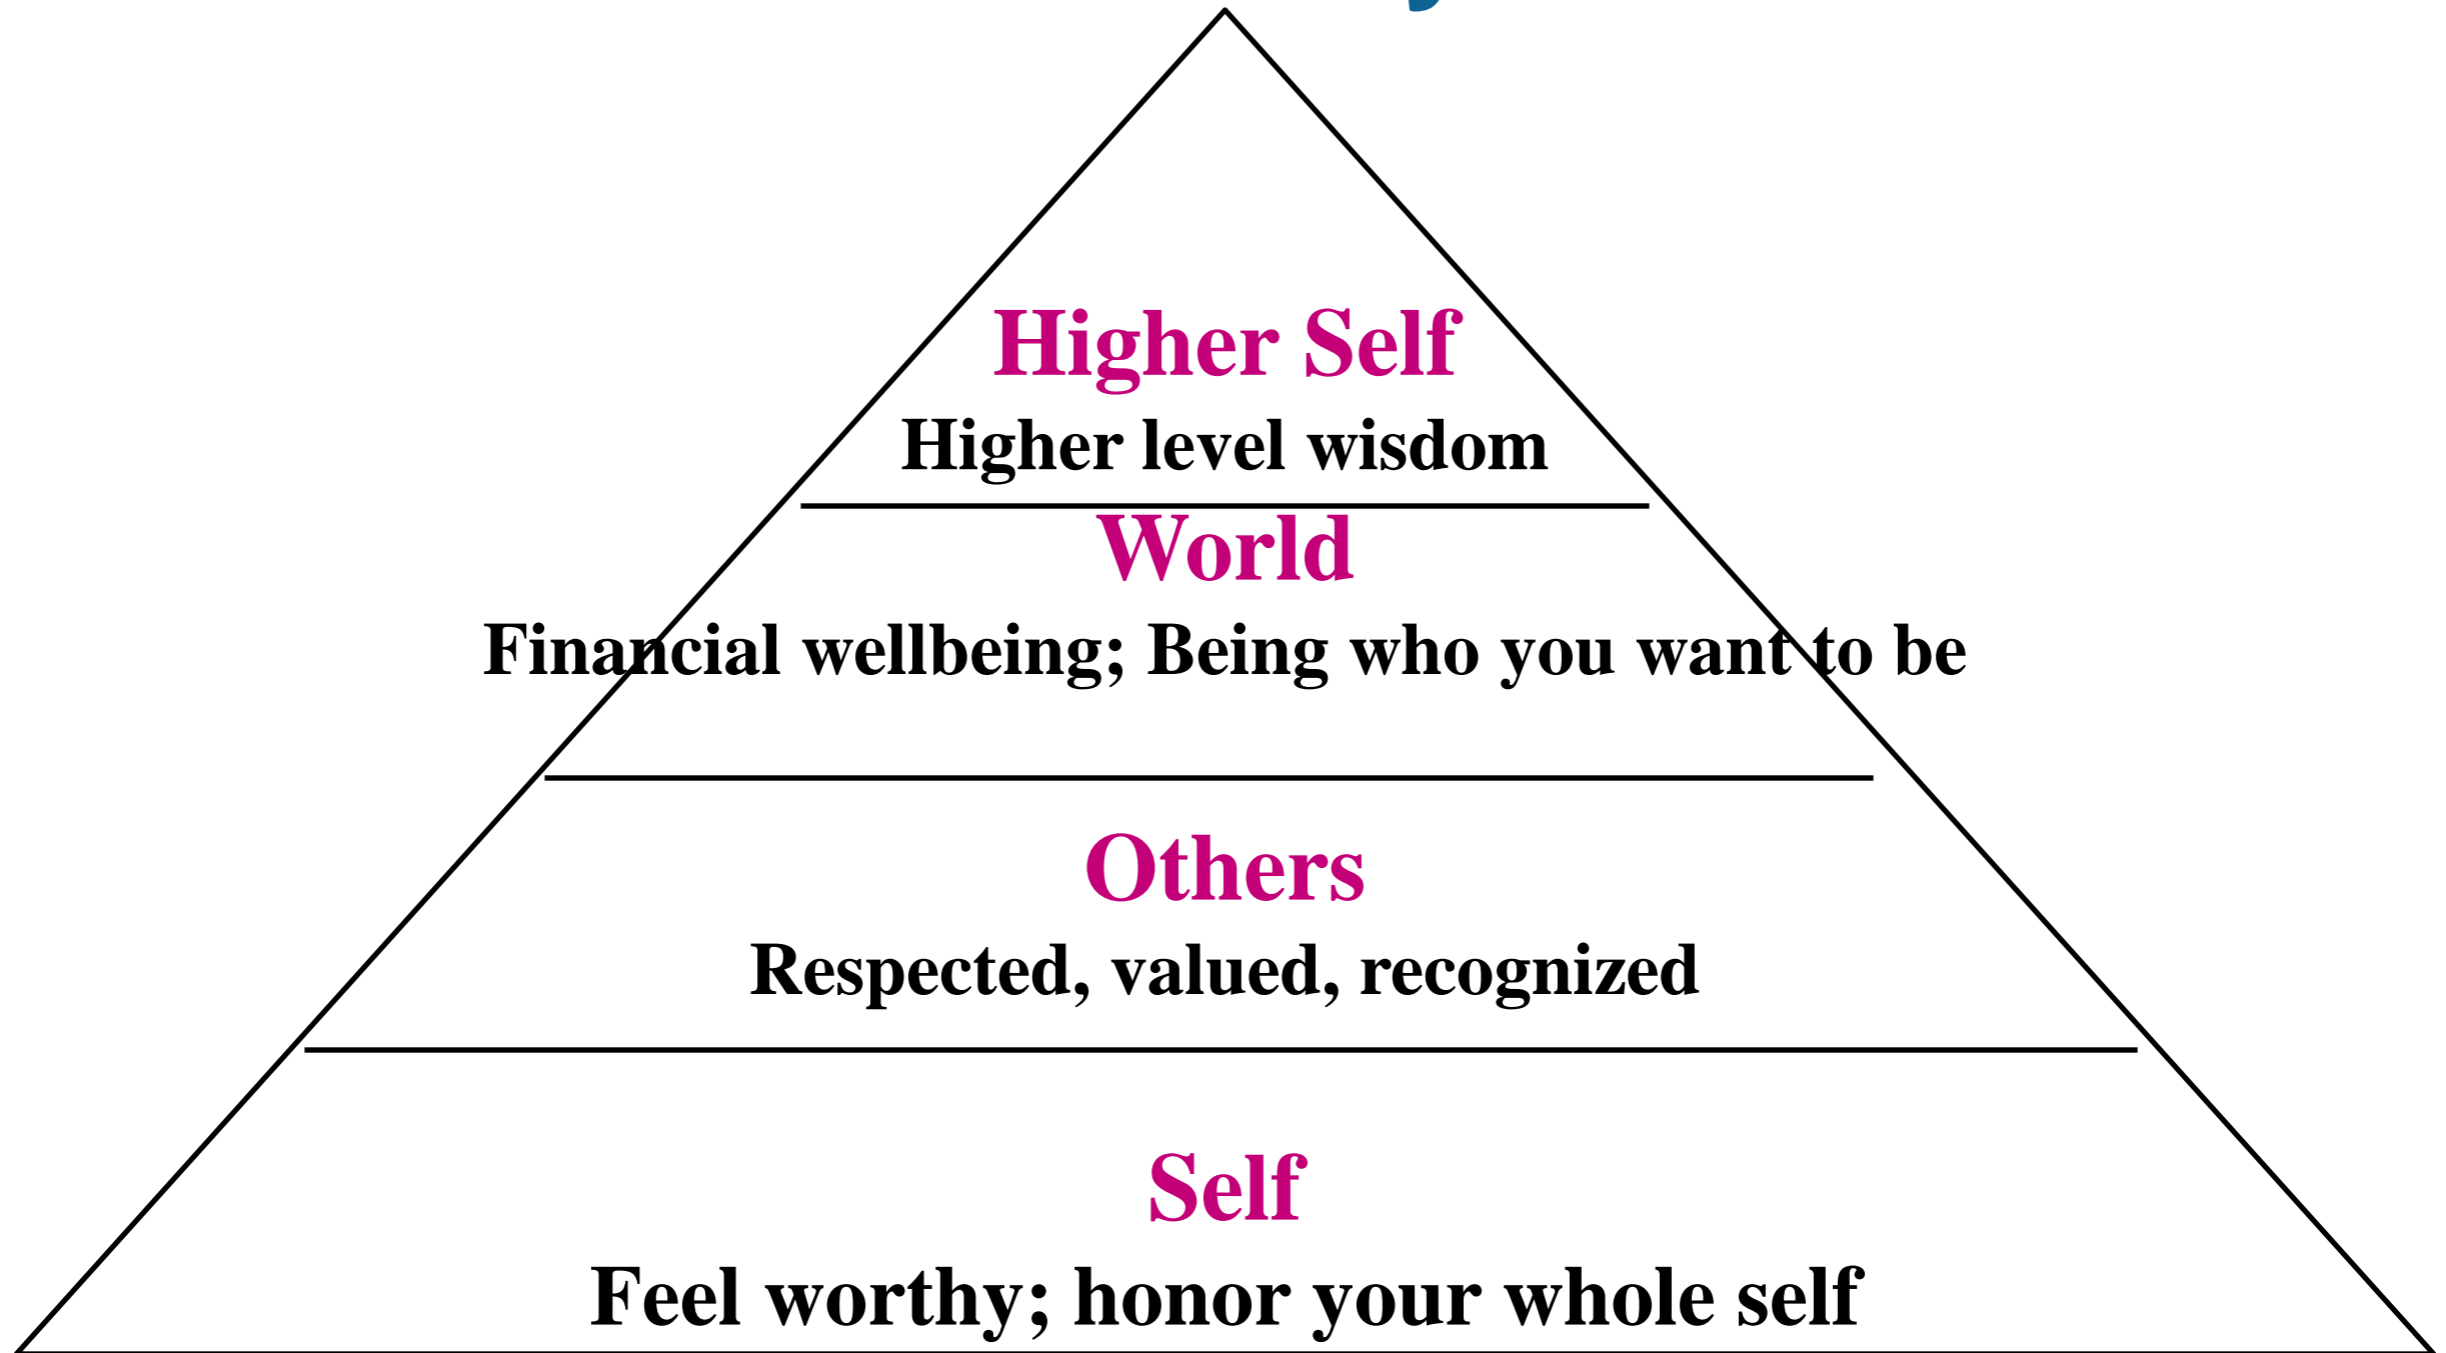 Higher Self
Higher level wisdom
World
Financial wellbeing; Being who you want to be
Others
Respected, valued, recognized
Self
Feel worthy; honor your whole self